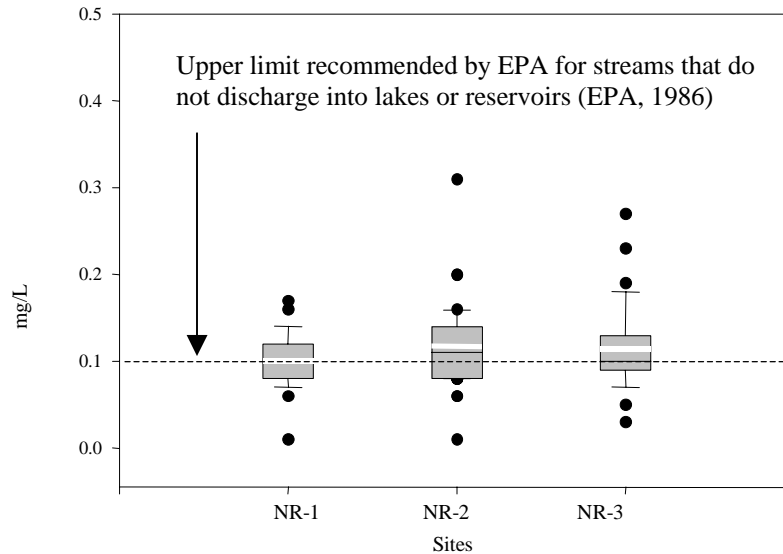 0.5
Upper limit recommended by EPA for streams that do
not discharge into lakes or reservoirs (EPA, 1986)
0.4
0.3
0.2
mg/L
0.1
0.0
NR-1 NR-2 NR-3
Sites